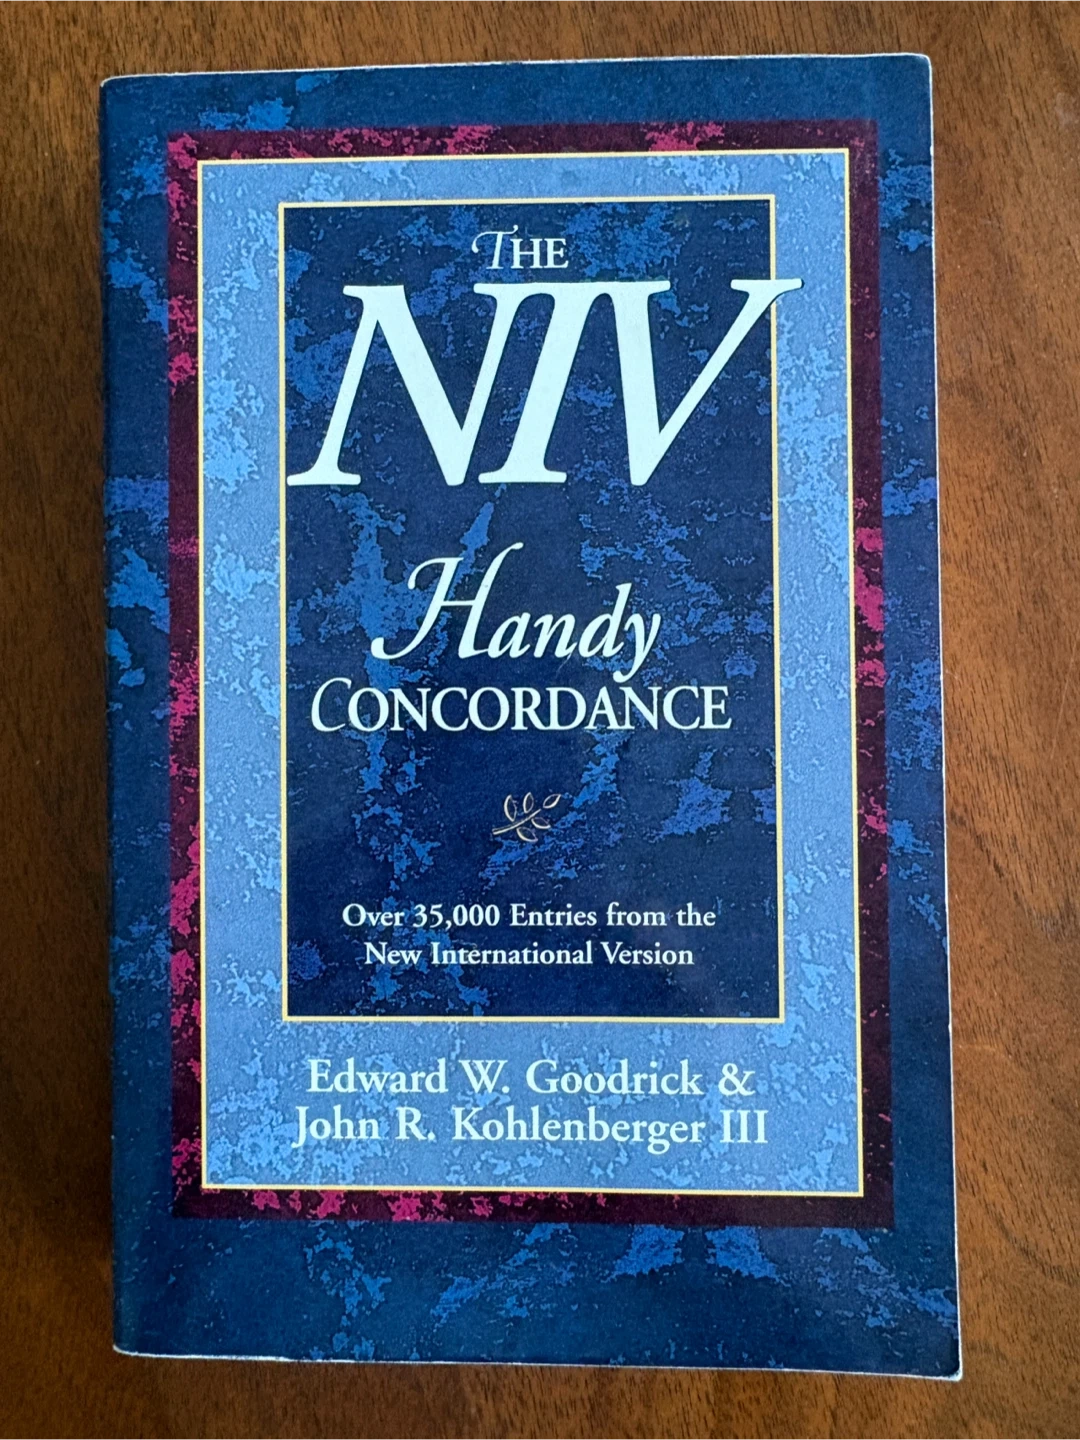 THE
NIV
Handy
CONCORDANCE
Over 35,000 Entries from the
New International Version
Edward W. Goodrick &
John R. Kohlenberger III